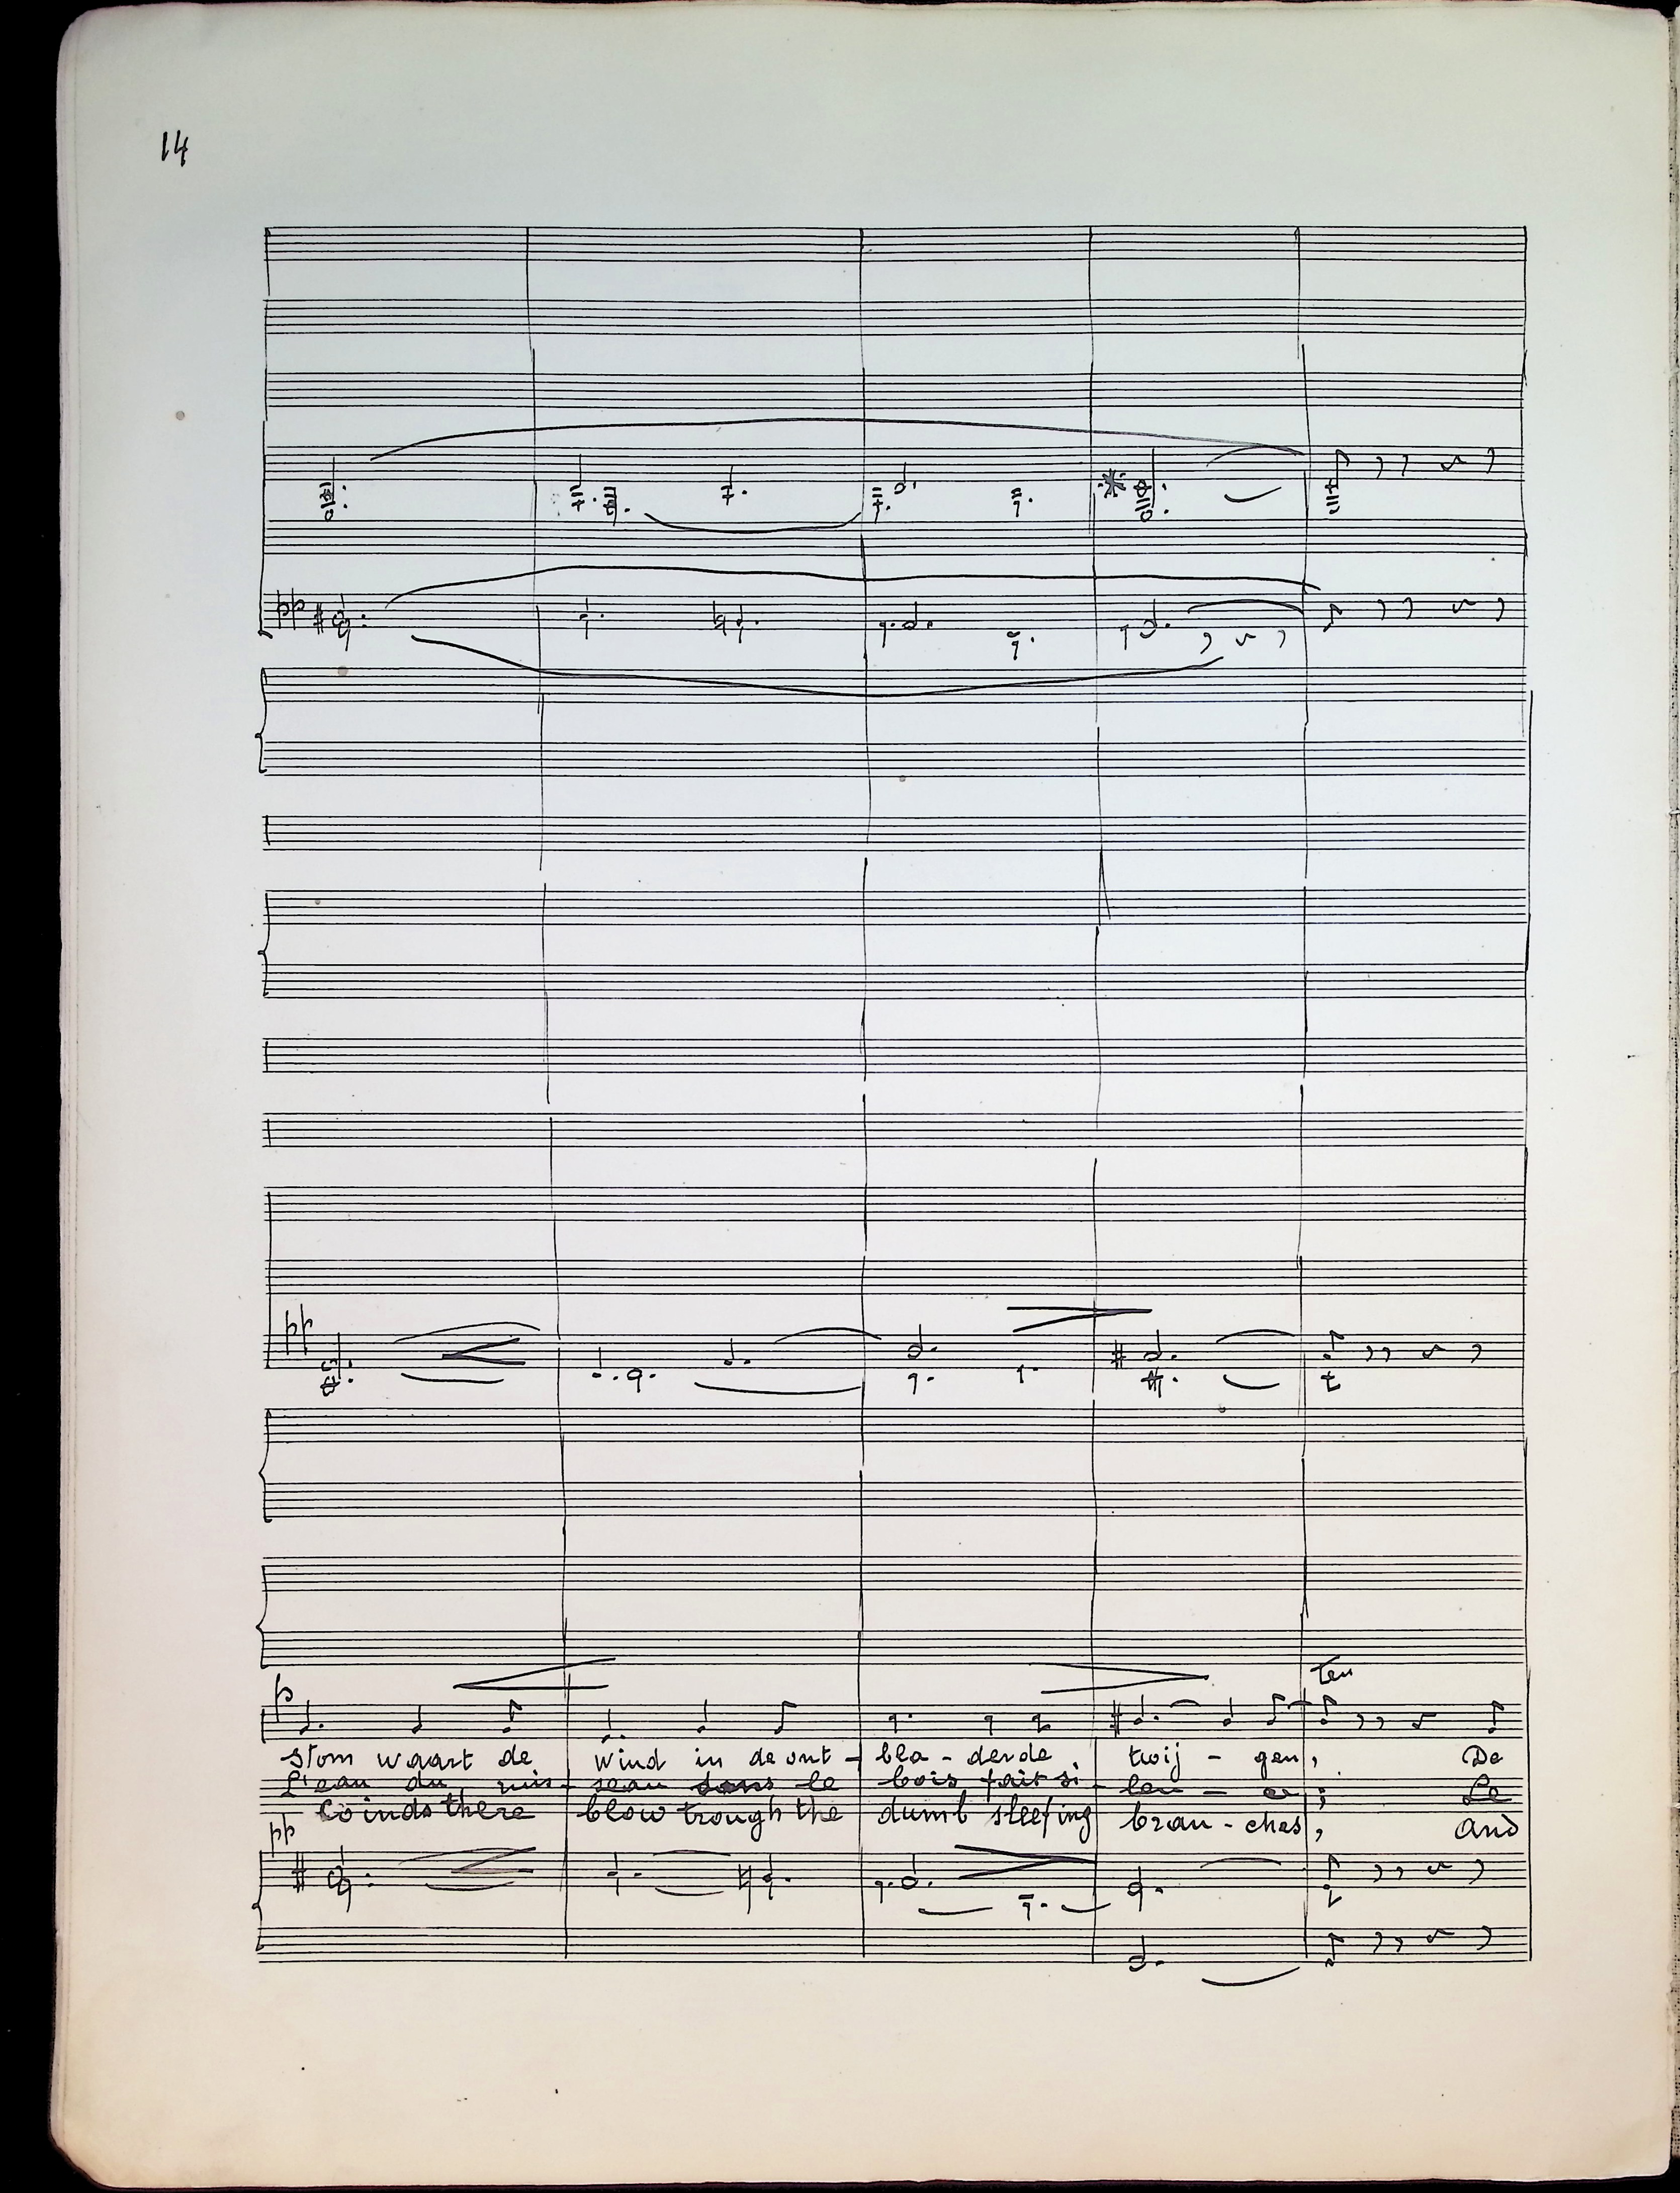 14
pp
pp
Ten
p
stom waart de wind in de ont - bla - derde twij - gen, De
L'eau du ruis - seau dans le bois fait si - len - ce ; Le
Winds there blow trough the dumb sleeping bran - ches, And
pp